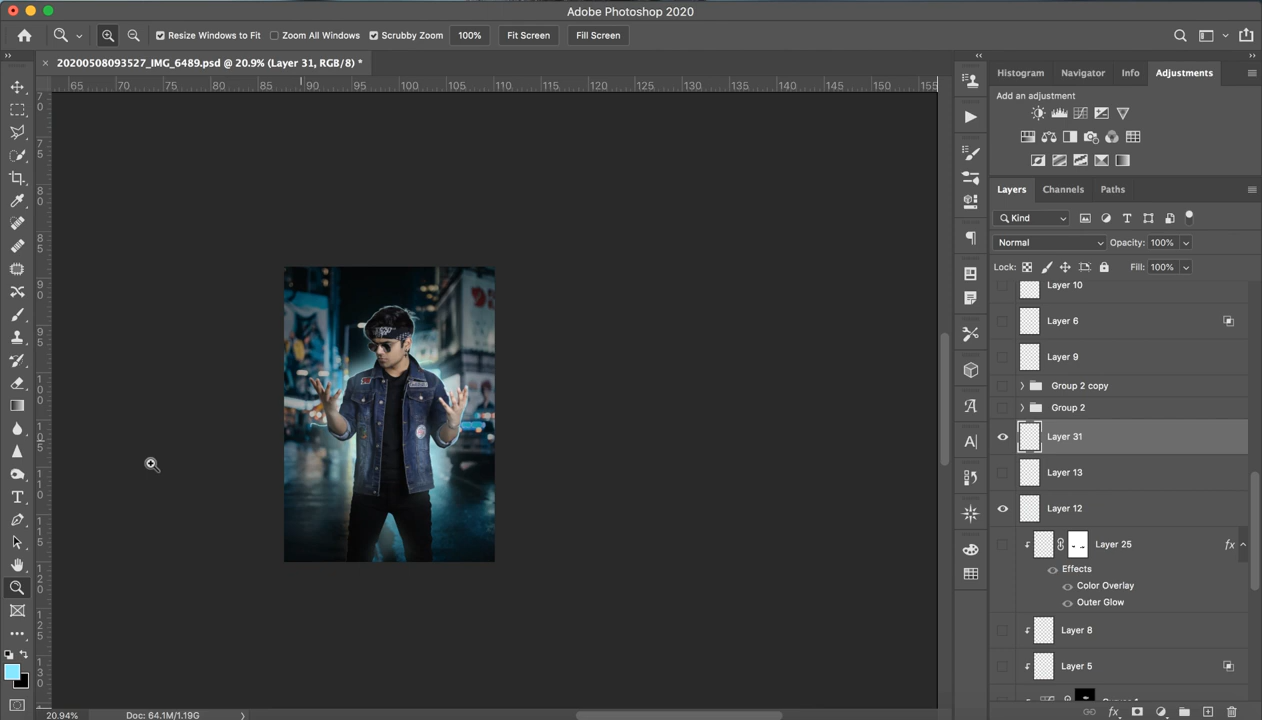 Adobe Photoshop 2020
Resize Windows to Fit Zoom All Windows Scrubby Zoom 100% Fit Screen Fill Screen
20200508093527_IMG_6489.psd @ 20.9% (Layer 31, RGB/8) *
65 70 75 80 85 90 95 100 105 110 115 120 125 130 135 140 145 150 155
Histogram Navigator Info Adjustments
Add an adjustment
Layers Channels Paths
Kind
Normal Opacity: 100%
Lock: Fill: 100%
Layer 10
Layer 6
Layer 9
Group 2 copy
Group 2
Layer 31
Layer 13
Layer 12
Layer 25 fx
Effects
Color Overlay
Outer Glow
Layer 8
Layer 5
20.94% Doc: 64.1M/1.19G